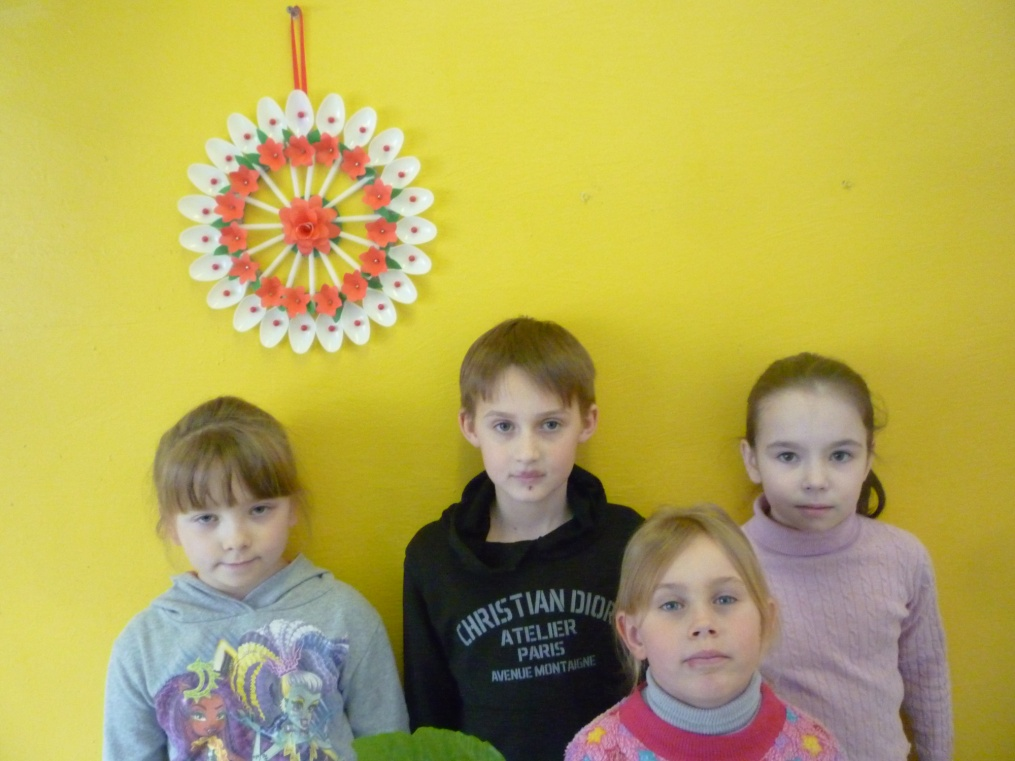 CHRISTIAN DIOR
ATELIER
PARIS
AVENUE MONTAIGNE